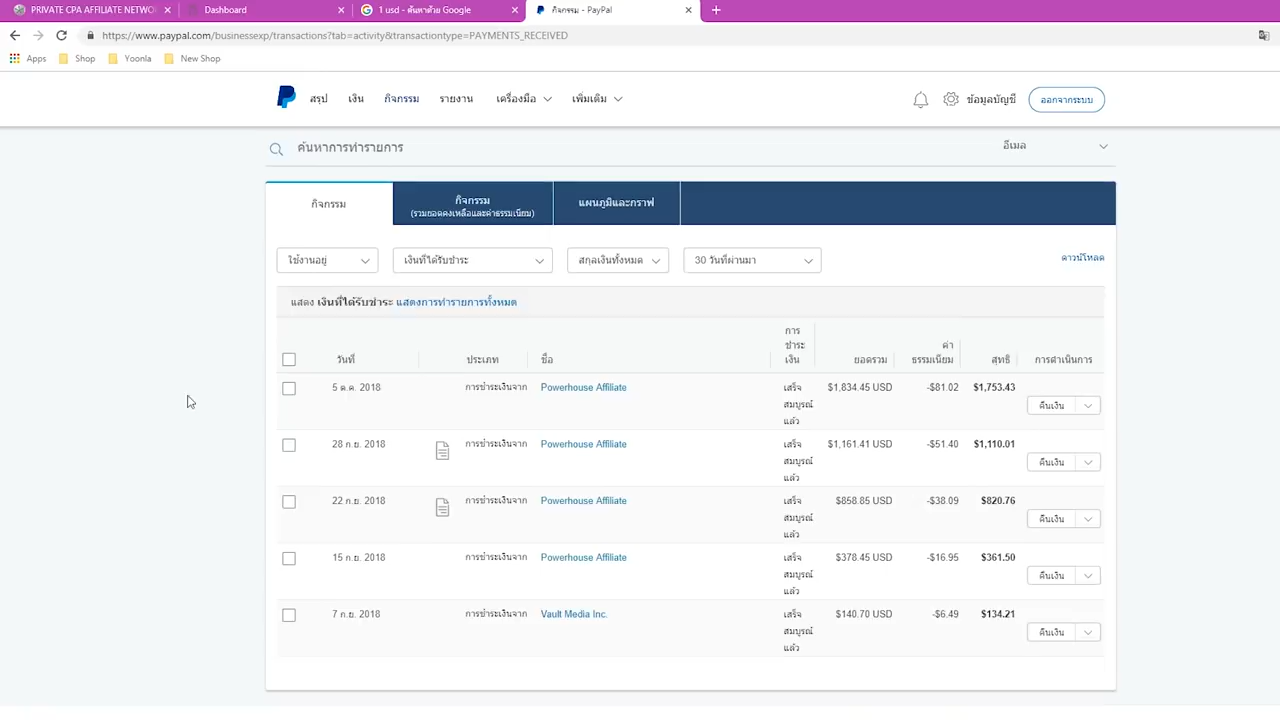 PRIVATE CPA AFFILIATE NETWO
Dashboard
1 usd - ค้นหาด้วย Google
กิจกรรม - PayPal
https://www.paypal.com/businessexp/transactions?tab=activity&transactiontype=PAYMENTS_RECEIVED
Apps Shop Yoonla New Shop
สรุป เงิน กิจกรรม รายงาน เครื่องมือ เพิ่มเติม ข้อมูลบัญชี ออกจากระบบ
ค้นหาการทำรายการ อีเมล
กิจกรรม
กิจกรรม
(รวมยอดคงเหลือและค่าธรรมเนียม)
แผนภูมิและกราฟ
ใช้งานอยู่ เงินที่ได้รับชำระ สกุลเงินทั้งหมด 30 วันที่ผ่านมา ดาวน์โหลด
แสดง เงินที่ได้รับชำระ แสดงการทำรายการทั้งหมด
วันที่ ประเภท ชื่อ การชำระเงิน ยอดรวม ค่าธรรมเนียม สุทธิ การดำเนินการ
5 ต.ค. 2018 การชำระเงินจาก Powerhouse Affiliate เสร็จสมบูรณ์แล้ว $1,834.45 USD -$81.02 $1,753.43
คืนเงิน
28 ก.ย. 2018 การชำระเงินจาก Powerhouse Affiliate เสร็จสมบูรณ์แล้ว $1,161.41 USD -$51.40 $1,110.01
คืนเงิน
22 ก.ย. 2018 การชำระเงินจาก Powerhouse Affiliate เสร็จสมบูรณ์แล้ว $858.85 USD -$38.09 $820.76
คืนเงิน
15 ก.ย. 2018 การชำระเงินจาก Powerhouse Affiliate เสร็จสมบูรณ์แล้ว $378.45 USD -$16.95 $361.50
คืนเงิน
7 ก.ย. 2018 การชำระเงินจาก Vault Media Inc. เสร็จสมบูรณ์แล้ว $140.70 USD -$6.49 $134.21
คืนเงิน